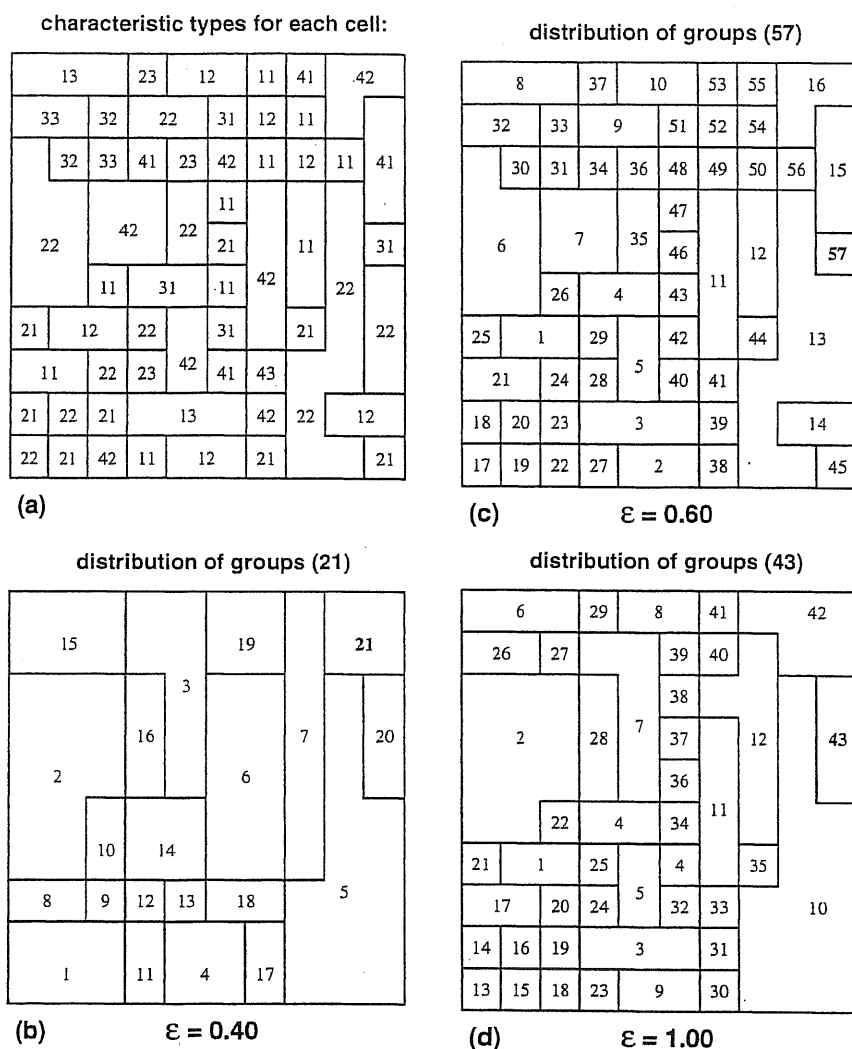 characteristic types for each cell:
13 23 12 11 41 42
33 32 22 31 12 11
32 33 41 23 42 11 12 11 41
11
22 42 22 21 11 31
42
11 31 11 22
21 12 22 31 21 22
11 22 23 42 41 43
21 22 21 13 42 22 12
22 21 42 11 12 21 21
(a)
distribution of groups (57)
8 37 10 53 55 16
32 33 9 51 52 54
30 31 34 36 48 49 50 56 15
47
6 7 35 46 12 57
11
26 4 43
25 1 29 42 44 13
21 24 28 5 40 41
18 20 23 3 39 14
17 19 22 27 2 38 45
(c) ε = 0.60
distribution of groups (21)
15 19 21
3
16 7 20
2 6
10 14
8 9 12 13 18 5
1 11 4 17
(b) ε = 0.40
distribution of groups (43)
6 29 8 41 42
26 27 39 40
38
2 28 7 37 12 43
36
11
22 4 34
21 1 25 4 35
17 20 24 5 32 33 10
14 16 19 3 31
13 15 18 23 9 30
(d) ε = 1.00